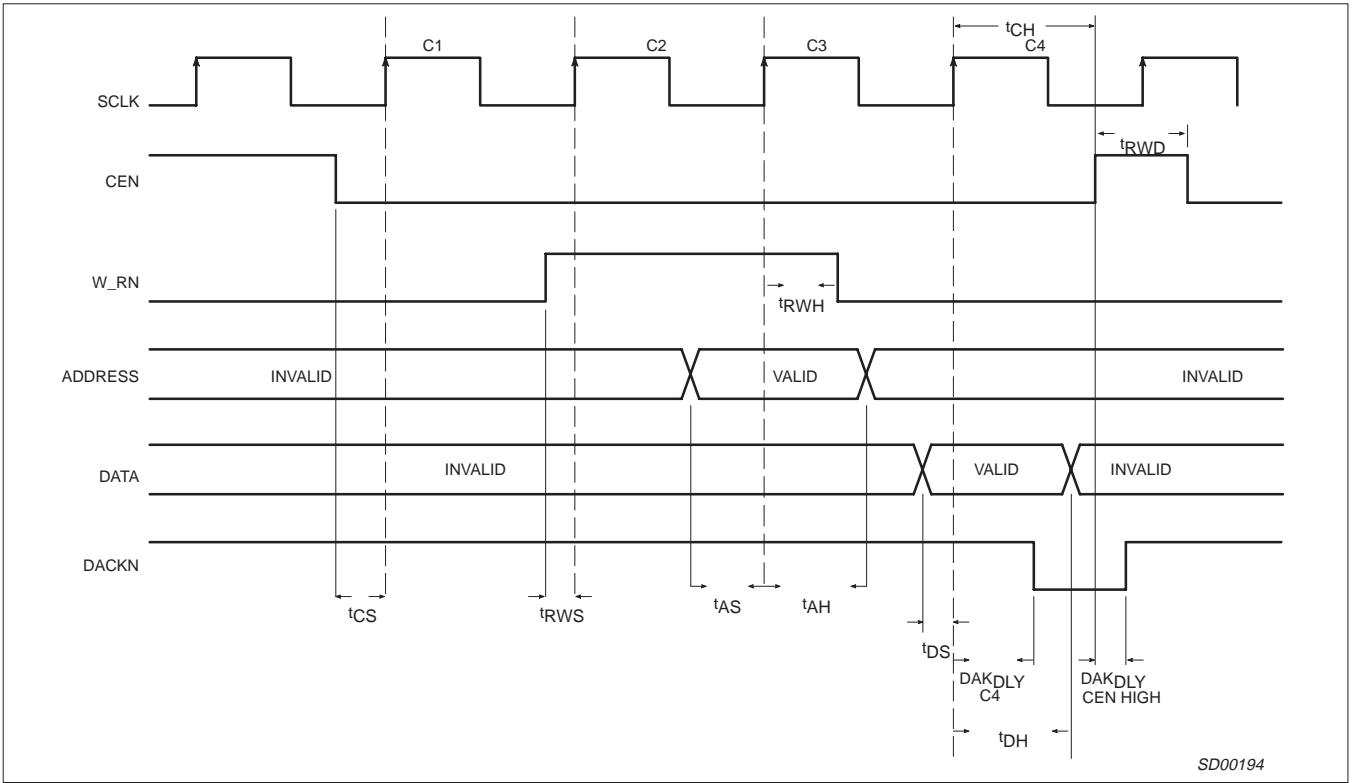 tCH
C1
C2
C3
C4
SCLK
tRWD
CEN
W_RN
tRWH
ADDRESS
INVALID
VALID
INVALID
DATA
INVALID
VALID
INVALID
DACKN
tCS
tRWS
tAS
tAH
tDS
DAKDLY
C4
DAKDLY
CEN HIGH
tDH
SD00194